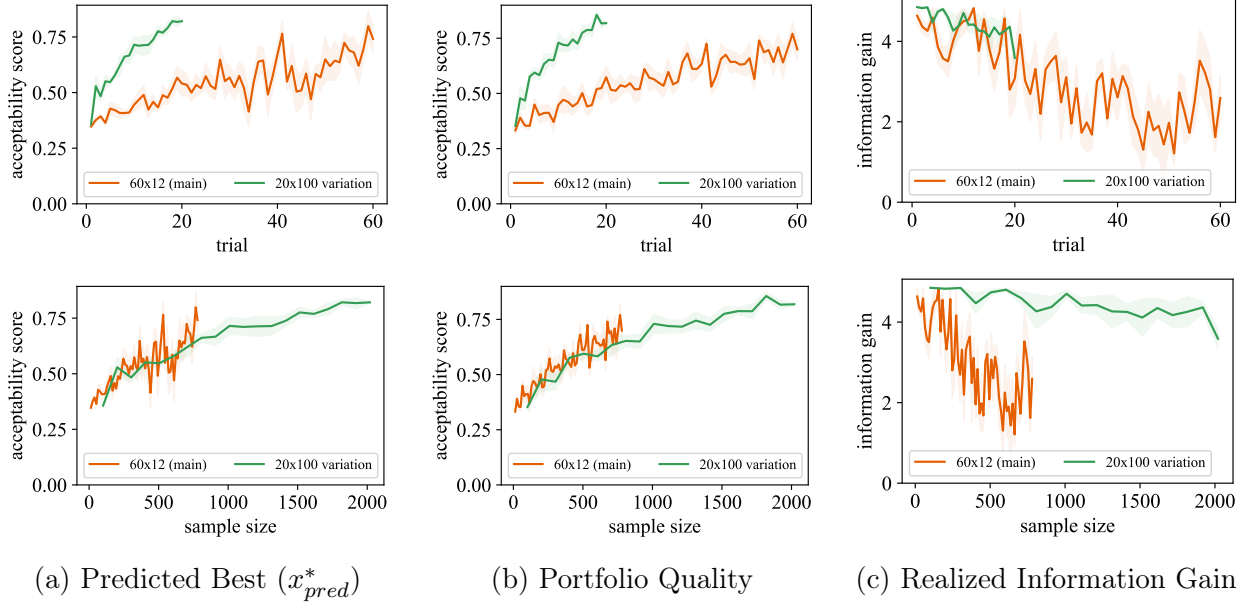 acceptability score
0.75
0.50
0.25
0.00
60x12 (main)
20x100 variation
0
20
40
60
trial
acceptability score
0.75
0.50
0.25
0.00
60x12 (main)
20x100 variation
0
20
40
60
trial
information gain
4
2
0
60x12 (main)
20x100 variation
0
20
40
60
trial
acceptability score
0.75
0.50
0.25
0.00
60x12 (main)
20x100 variation
0
500
1000
1500
2000
sample size
acceptability score
0.75
0.50
0.25
0.00
60x12 (main)
20x100 variation
0
500
1000
1500
2000
sample size
information gain
4
2
0
60x12 (main)
20x100 variation
0
500
1000
1500
2000
sample size
(a) Predicted Best (x*pred)
(b) Portfolio Quality
(c) Realized Information Gain